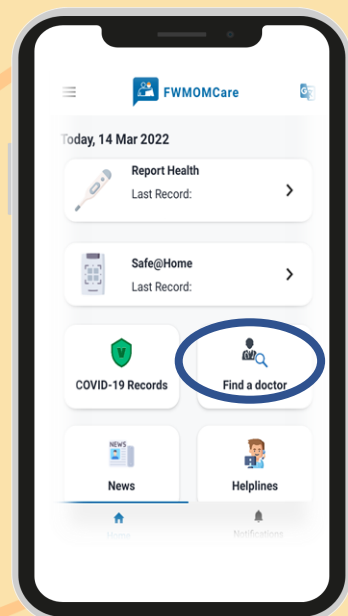 FWMOMCare
Today, 14 Mar 2022
Report Health
Last Record:
Safe@Home
Last Record:
V
COVID-19 Records
Find a doctor
NEWS
News
Helplines
Home
Notifications